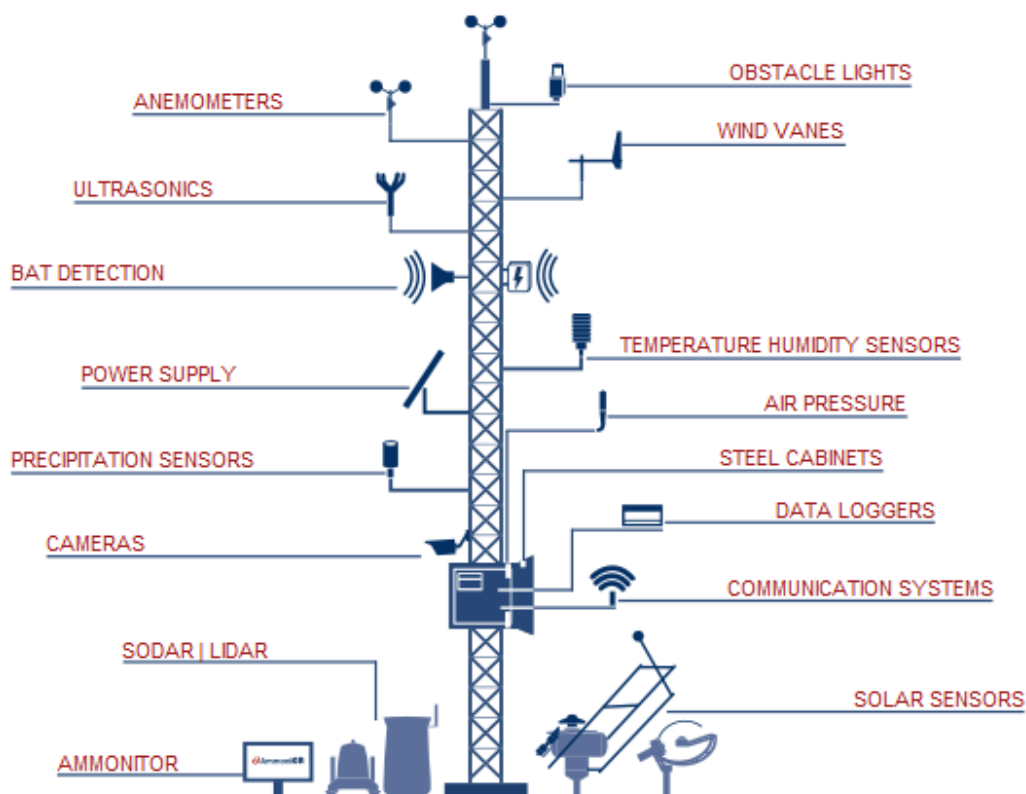 OBSTACLE LIGHTS
ANEMOMETERS
WIND VANES
ULTRASONICS
BAT DETECTION
TEMPERATURE HUMIDITY SENSORS
POWER SUPPLY
AIR PRESSURE
PRECIPITATION SENSORS
STEEL CABINETS
DATA LOGGERS
CAMERAS
COMMUNICATION SYSTEMS
SODAR | LIDAR
SOLAR SENSORS
AMMONITOR
AmmonitOR